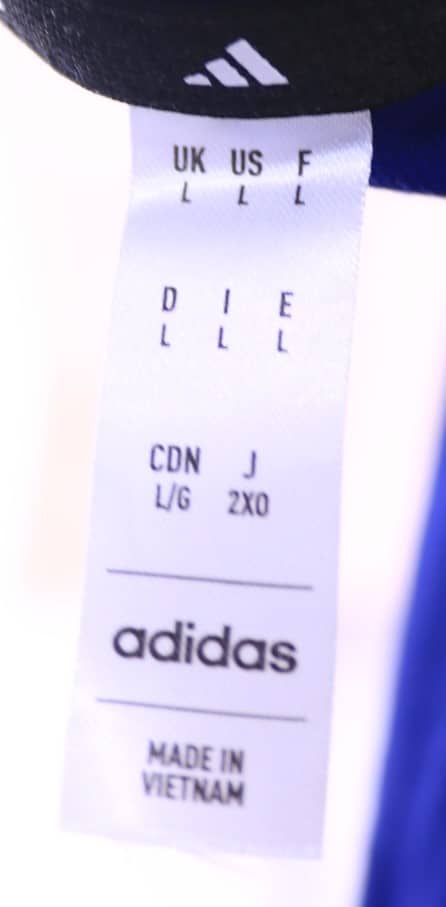 UK US F
L L L
D I E
L L L
CDN J
L/G 2XO
adidas
MADE IN
VIETNAM